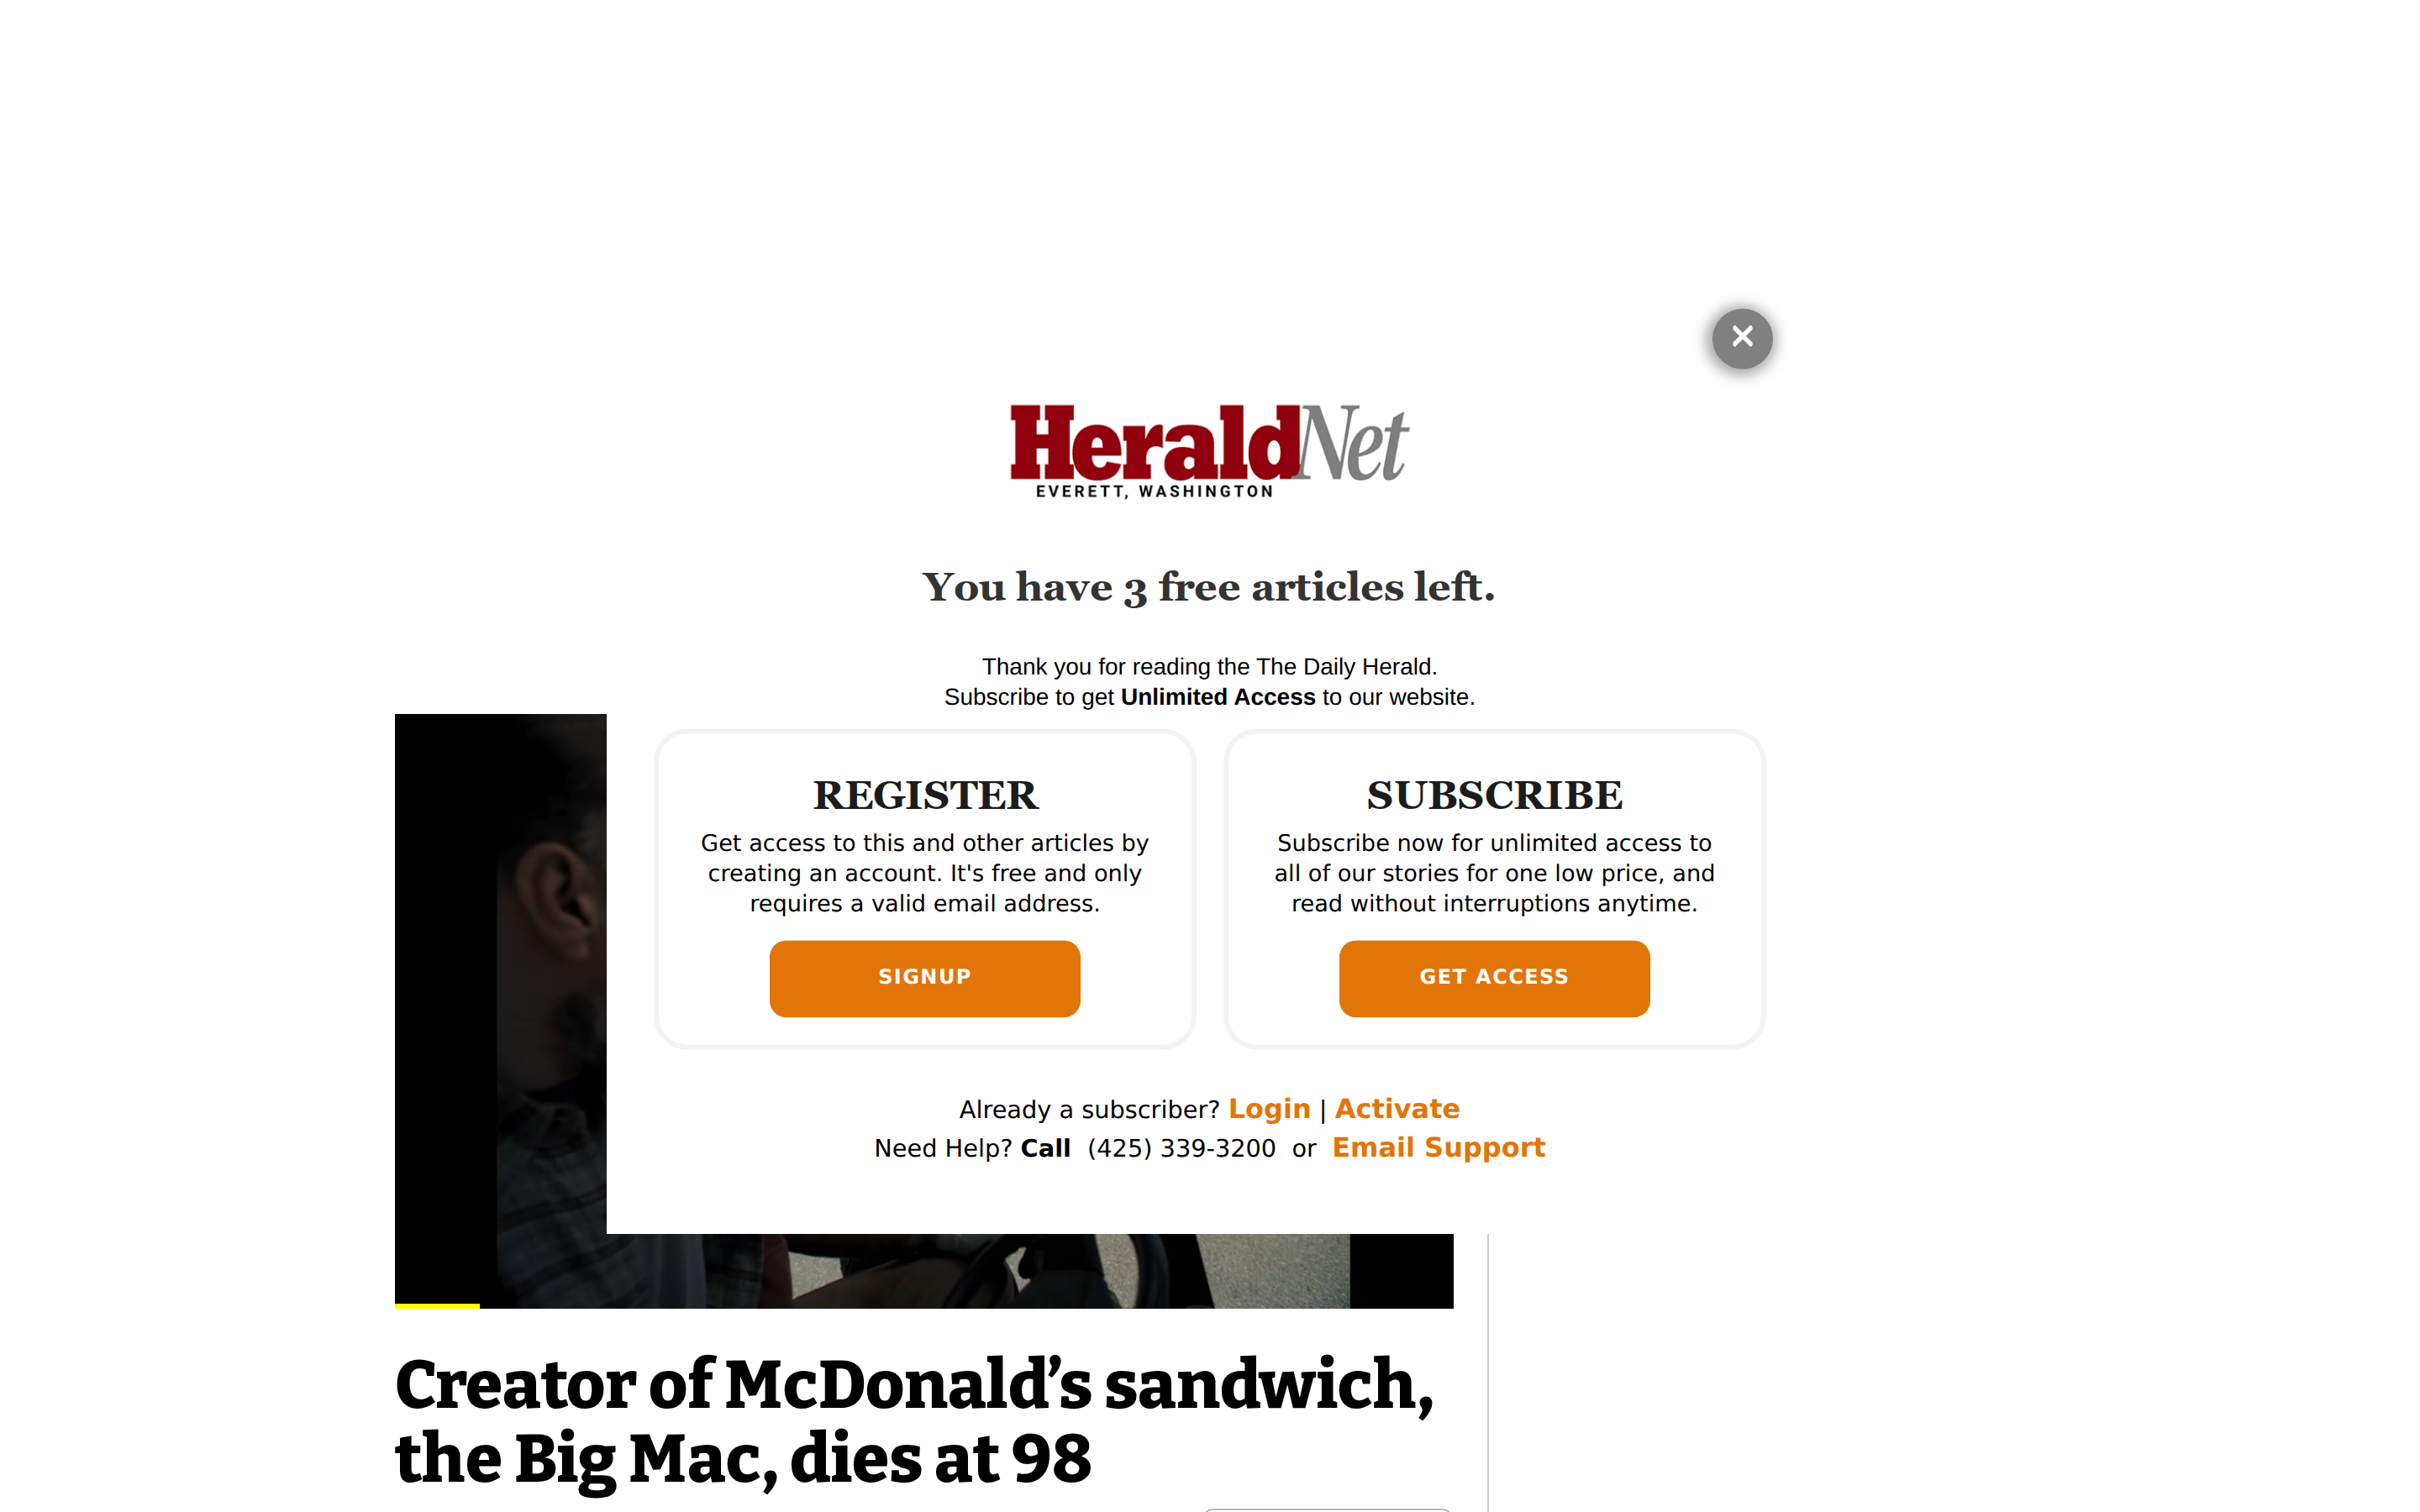 ×
HeraldNet
EVERETT, WASHINGTON
You have 3 free articles left.
Thank you for reading the The Daily Herald.
Subscribe to get Unlimited Access to our website.
REGISTER
Get access to this and other articles by
creating an account. It's free and only
requires a valid email address.
SIGNUP
SUBSCRIBE
Subscribe now for unlimited access to
all of our stories for one low price, and
read without interruptions anytime.
GET ACCESS
Already a subscriber? Login | Activate
Need Help? Call (425) 339-3200 or Email Support
Creator of McDonald’s sandwich,
the Big Mac, dies at 98